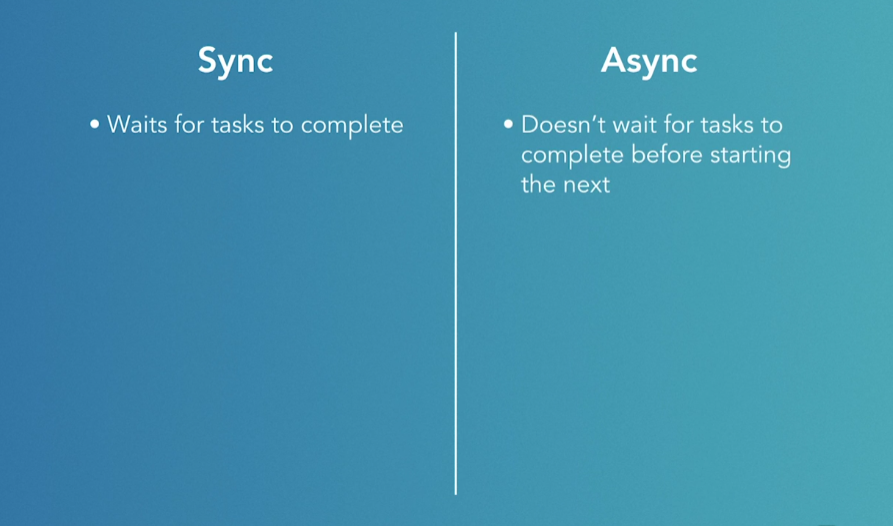 Sync
• Waits for tasks to complete
Async
• Doesn’t wait for tasks to
complete before starting
the next